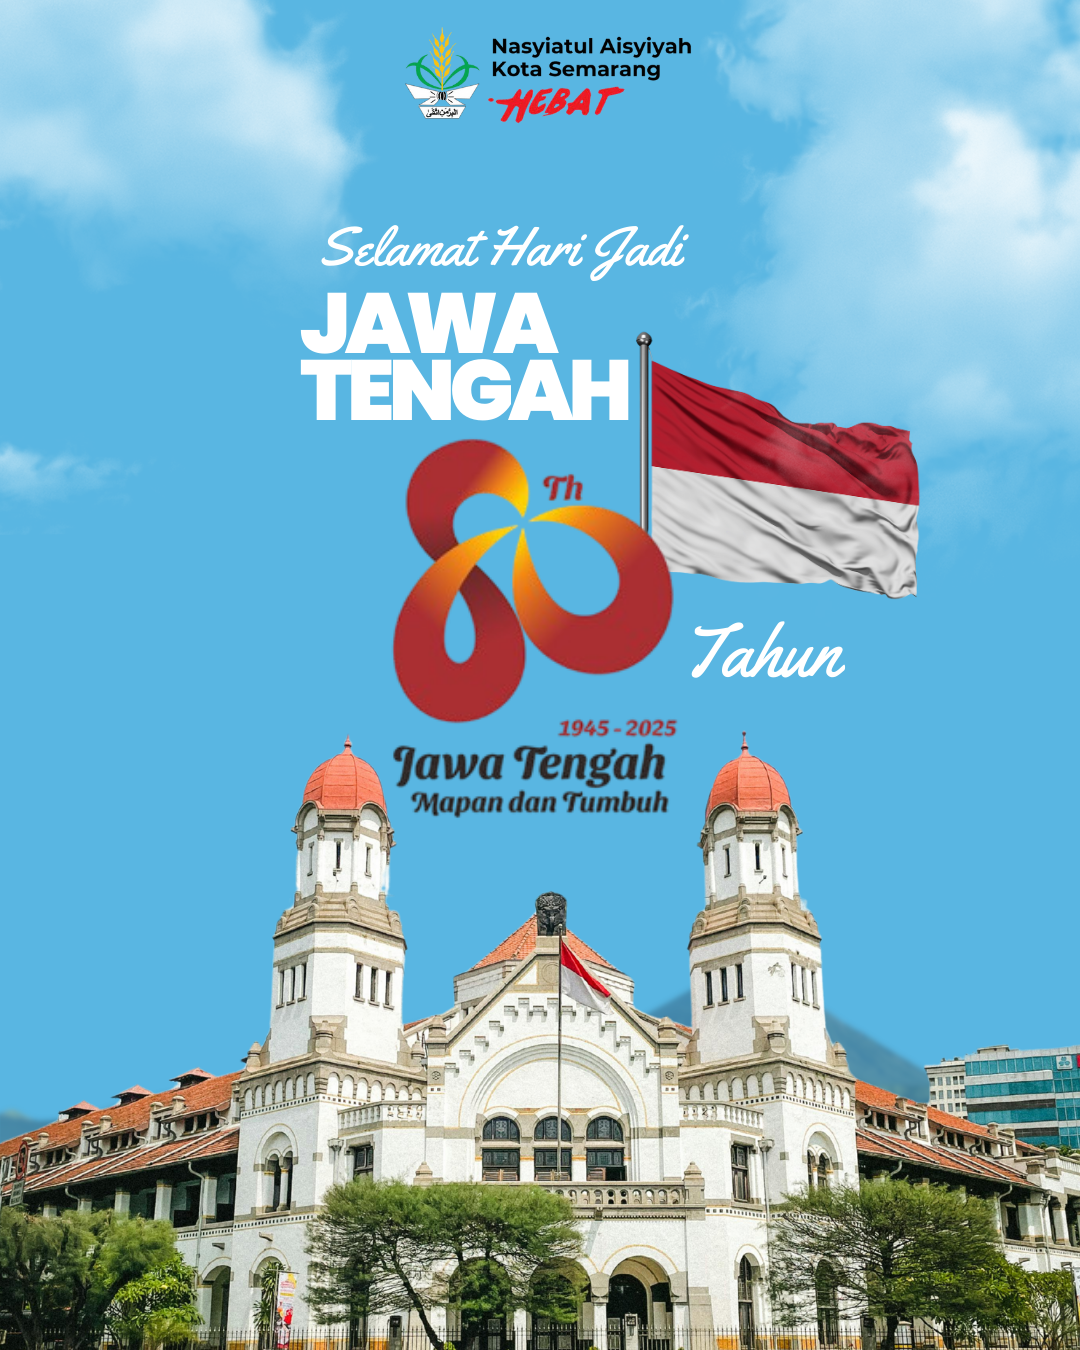 Nasyiatul Aisyiyah
Kota Semarang
HEBAT
Selamat Hari Jadi
JAWA
TENGAH
80
Th
Tahun
1945 - 2025
Jawa Tengah
Mapan dan Tumbuh